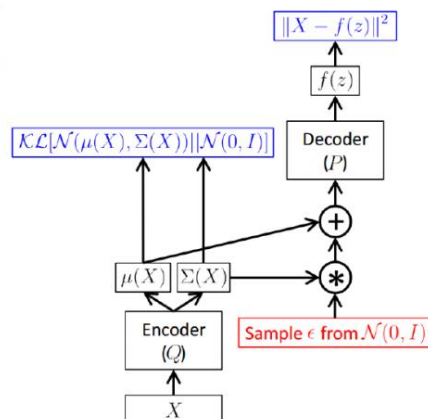 ‖X − f(z)‖²
f(z)
𝒦ℒ[𝒩(μ(X), Σ(X))||𝒩(0, I)]
Decoder
(P)
+
μ(X) Σ(X)
*
Encoder
(Q)
Sample ϵ from 𝒩(0, I)
X